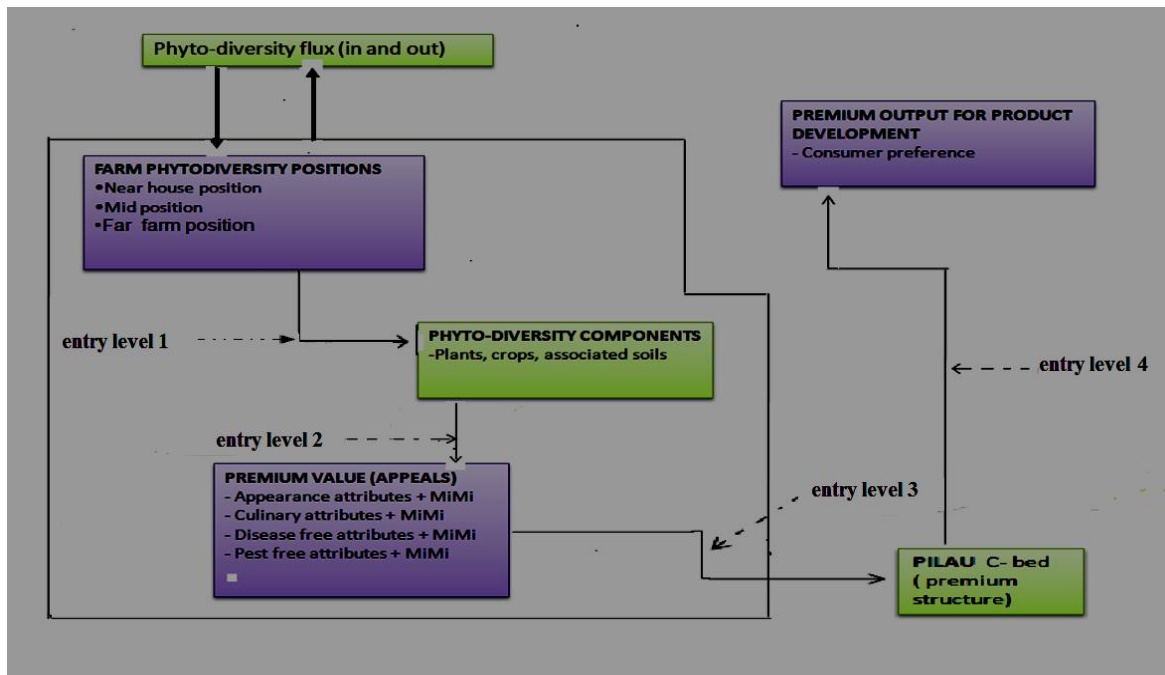 Phyto-diversity flux (in and out)
FARM PHYTODIVERSITY POSITIONS
•Near house position
•Mid position
•Far farm position
entry level 1
PHYTO-DIVERSITY COMPONENTS
-Plants, crops, associated soils
entry level 2
PREMIUM VALUE (APPEALS)
- Appearance attributes + MiMi
- Culinary attributes + MiMi
- Disease free attributes + MiMi
- Pest free attributes + MiMi
entry level 3
PILAU C- bed
( premium
structure)
entry level 4
PREMIUM OUTPUT FOR PRODUCT
DEVELOPMENT
- Consumer preference